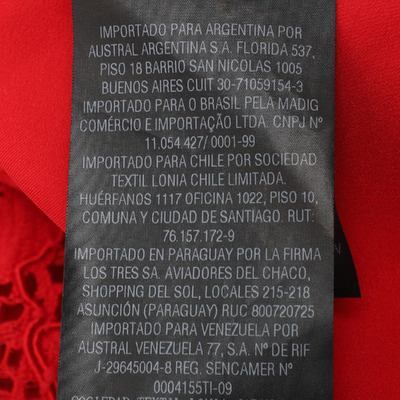 IMPORTADO PARA ARGENTINA POR
AUSTRAL ARGENTINA S.A. FLORIDA 537,
PISO 18 BARRIO SAN NICOLAS 1005
BUENOS AIRES CUIT 30-71059154-3
IMPORTADO PARA O BRASIL PELA MADIG
COMÉRCIO E IMPORTAÇÃO LTDA. CNPJ Nº
11.054.427/ 0001-99
IMPORTADO PARA CHILE POR SOCIEDAD
TEXTIL LONIA CHILE LIMITADA.
HUÉRFANOS 1117 OFICINA 1022, PISO 10,
COMUNA Y CIUDAD DE SANTIAGO. RUT:
76.157.172-9
IMPORTADO EN PARAGUAY POR LA FIRMA
LOS TRES SA. AVIADORES DEL CHACO,
SHOPPING DEL SOL, LOCALES 215-218
ASUNCIÓN (PARAGUAY) RUC 800720725
IMPORTADO PARA VENEZUELA POR
AUSTRAL VENEZUELA 77, S.A. Nº DE RIF
J-29645004-8 REG. SENCAMER Nº
0004155TI-09
SOCIEDAD TEXTIL